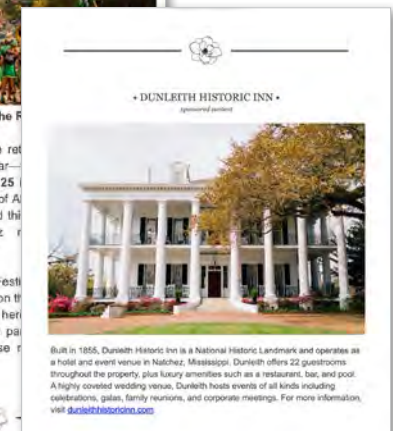 • DUNLEITH HISTORIC INN •
sponsored content
Built in 1855, Dunleith Historic Inn is a National Historic Landmark and operates as
a hotel and event venue in Natchez, Mississippi. Dunleith offers 22 guestrooms
throughout the property, plus luxury amenities such as a restaurant, bar, and pool.
A highly coveted wedding venue, Dunleith hosts events of all kinds including
celebrations, galas, family reunions, and corporate meetings. For more information,
visit dunleithhistoricinn.com
he R
25
of A